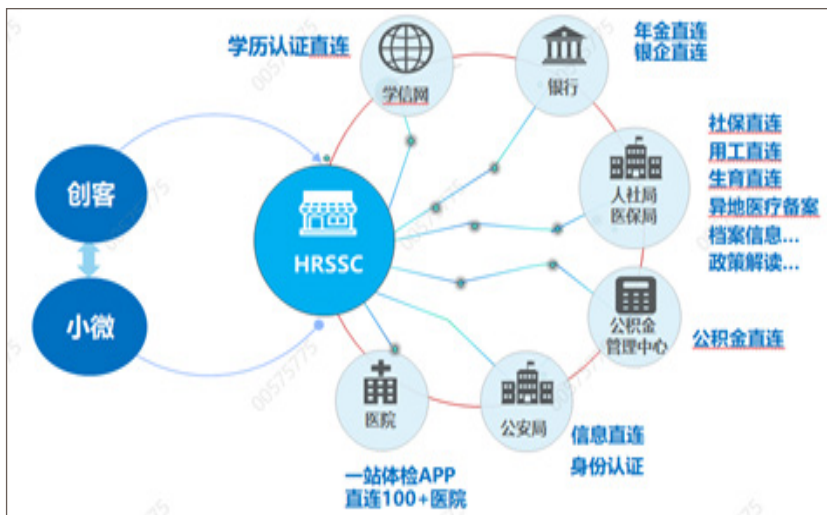 学历认证直连
学信网
银行
年金直连
银企直连
创客
小微
HRSSC
人社局
医保局
社保直连
用工直连
生育直连
异地医疗备案
档案信息...
政策解读...
公积金
管理中心
公积金直连
医院
公安局
信息直连
身份认证
一站体检APP
直连100+医院
00575775
00575775
00575775